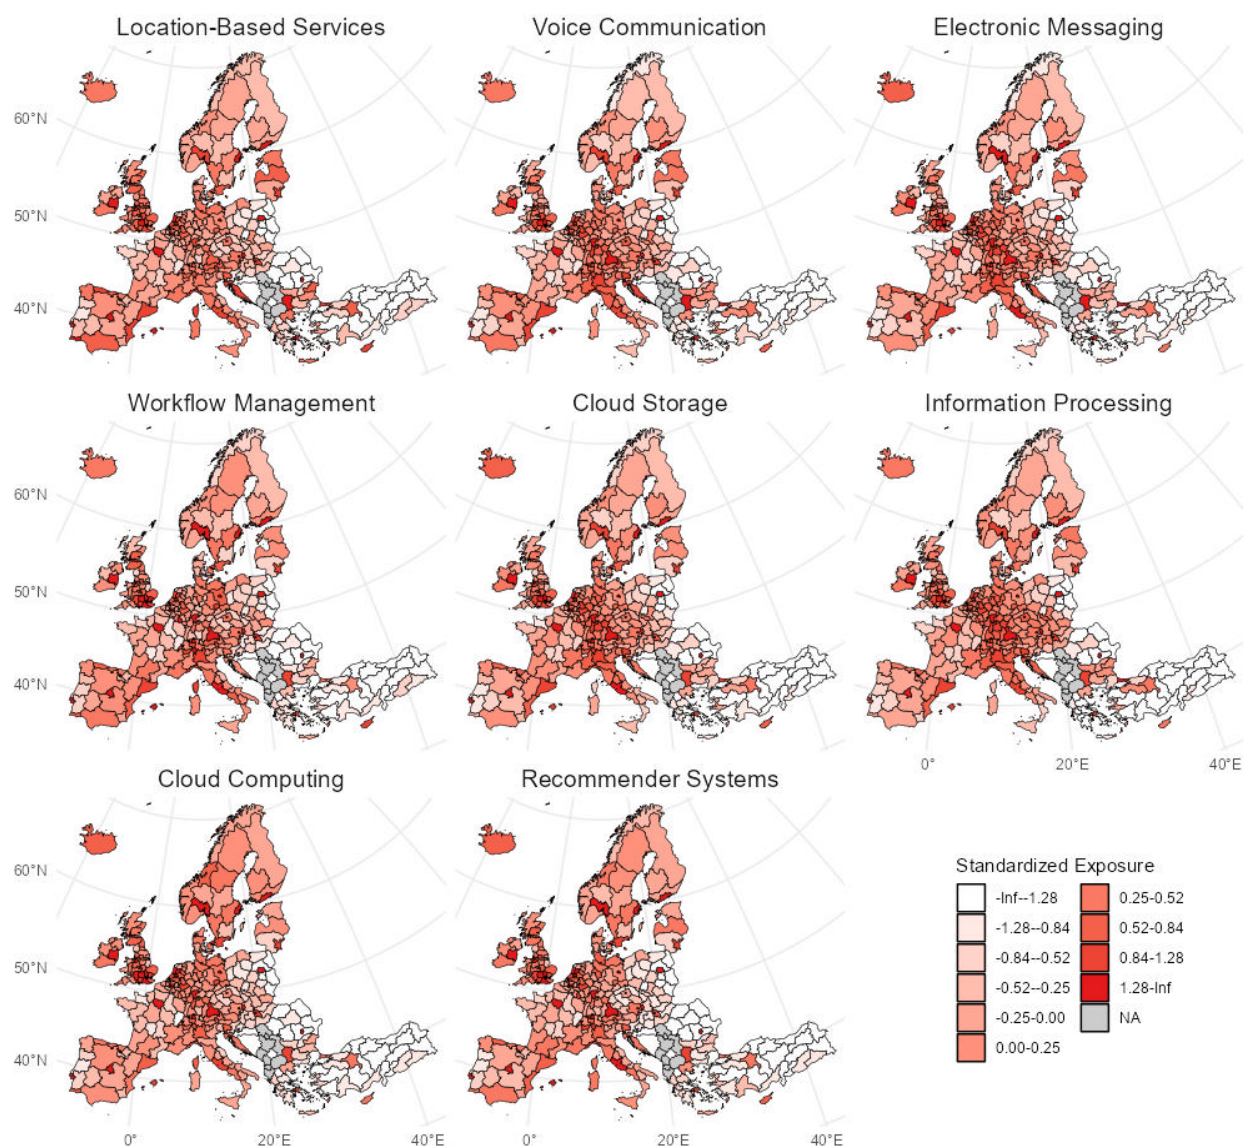 Location-Based Services
Voice Communication
Electronic Messaging
60°N
50°N
40°N
Workflow Management
Cloud Storage
Information Processing
60°N
50°N
40°N
0°
20°E
40°E
Cloud Computing
Recommender Systems
60°N
50°N
40°N
0°
20°E
40°E
0°
20°E
40°E
Standardized Exposure
-Inf--1.28
-1.28--0.84
-0.84--0.52
-0.52--0.25
-0.25-0.00
0.00-0.25
0.25-0.52
0.52-0.84
0.84-1.28
1.28-Inf
NA